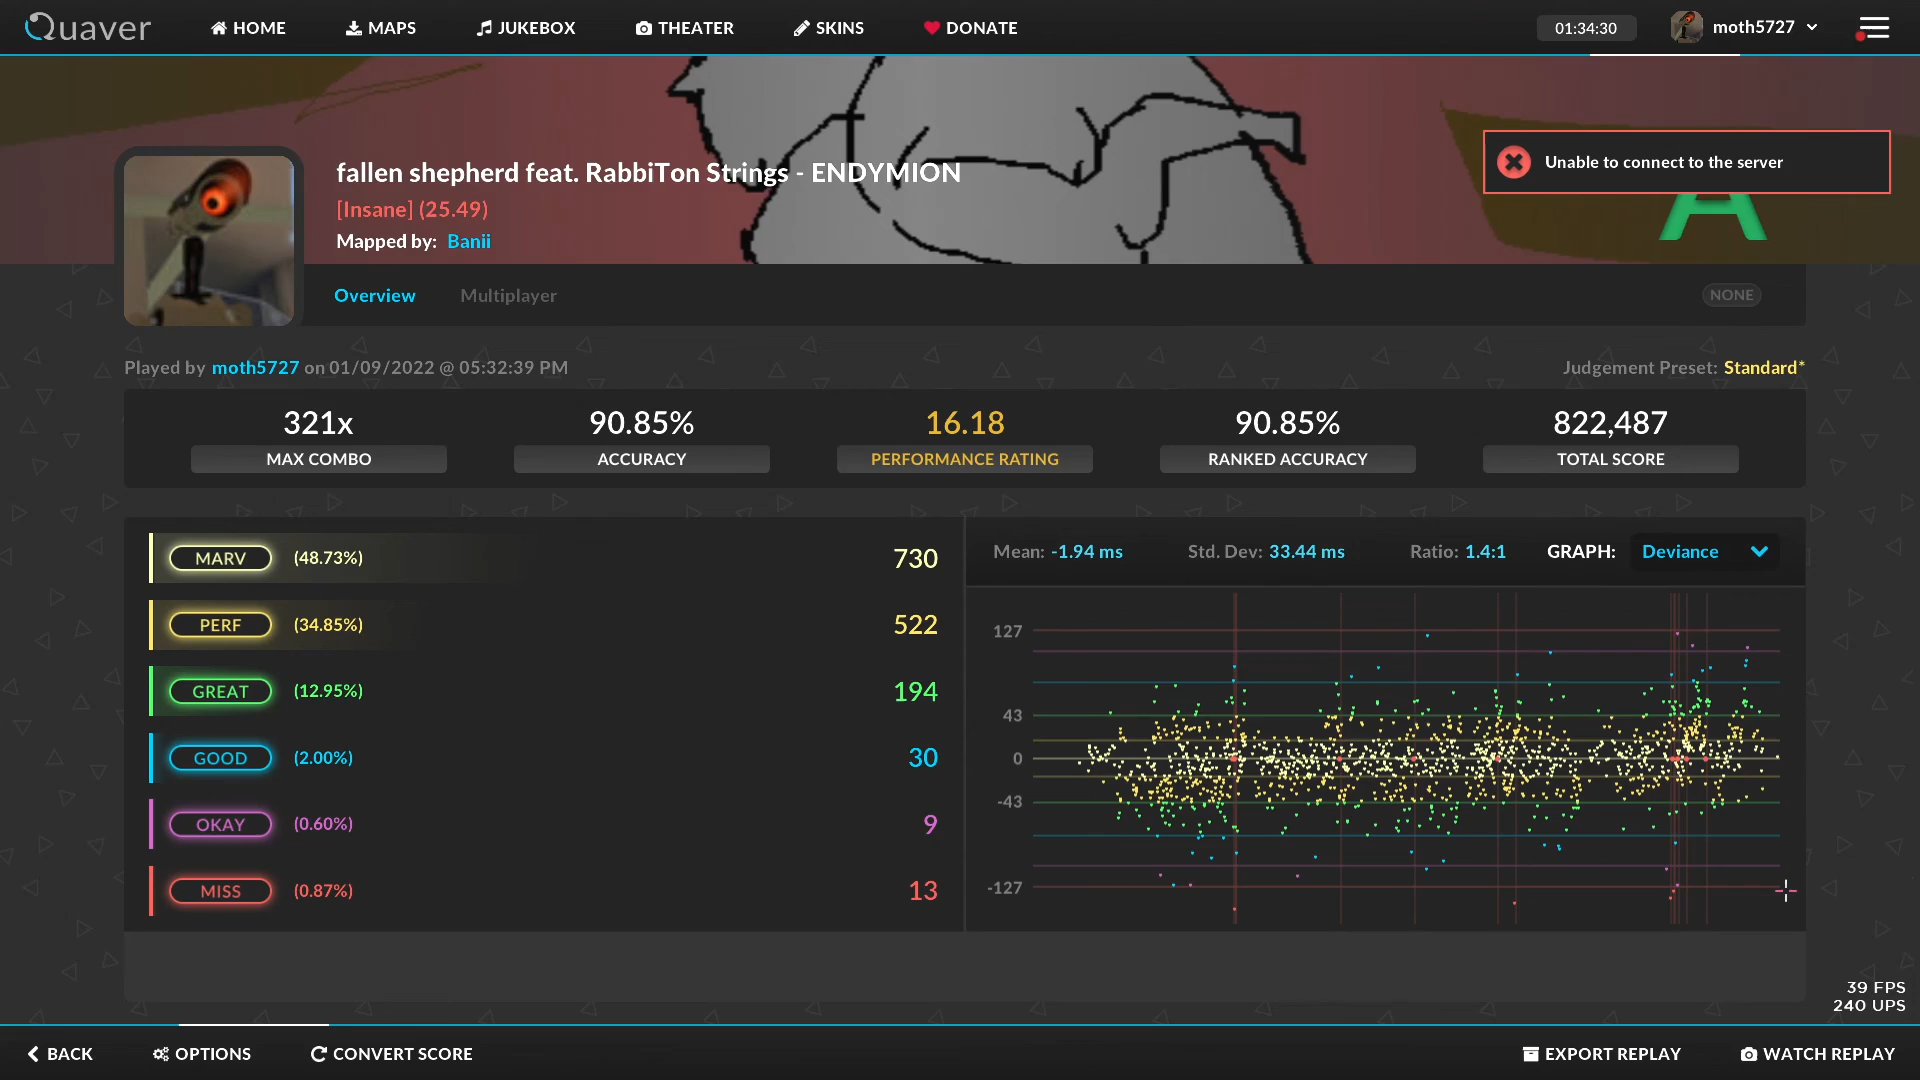 Quaver HOME MAPS JUKEBOX THEATER SKINS DONATE 01:34:30 moth5727
Unable to connect to the server
fallen shepherd feat. RabbiTon Strings - ENDYMION
[Insane] (25.49)
Mapped by: Banii
A
Overview Multiplayer NONE
Played by moth5727 on 01/09/2022 @ 05:32:39 PM Judgement Preset: Standard*
321x 90.85% 16.18 90.85% 822,487
MAX COMBO ACCURACY PERFORMANCE RATING RANKED ACCURACY TOTAL SCORE
MARV (48.73%) 730
PERF (34.85%) 522
GREAT (12.95%) 194
GOOD (2.00%) 30
OKAY (0.60%) 9
MISS (0.87%) 13
Mean: -1.94 ms Std. Dev: 33.44 ms Ratio: 1.4:1 GRAPH: Deviance
127
43
0
-43
-127
39 FPS
240 UPS
BACK OPTIONS CONVERT SCORE EXPORT REPLAY WATCH REPLAY